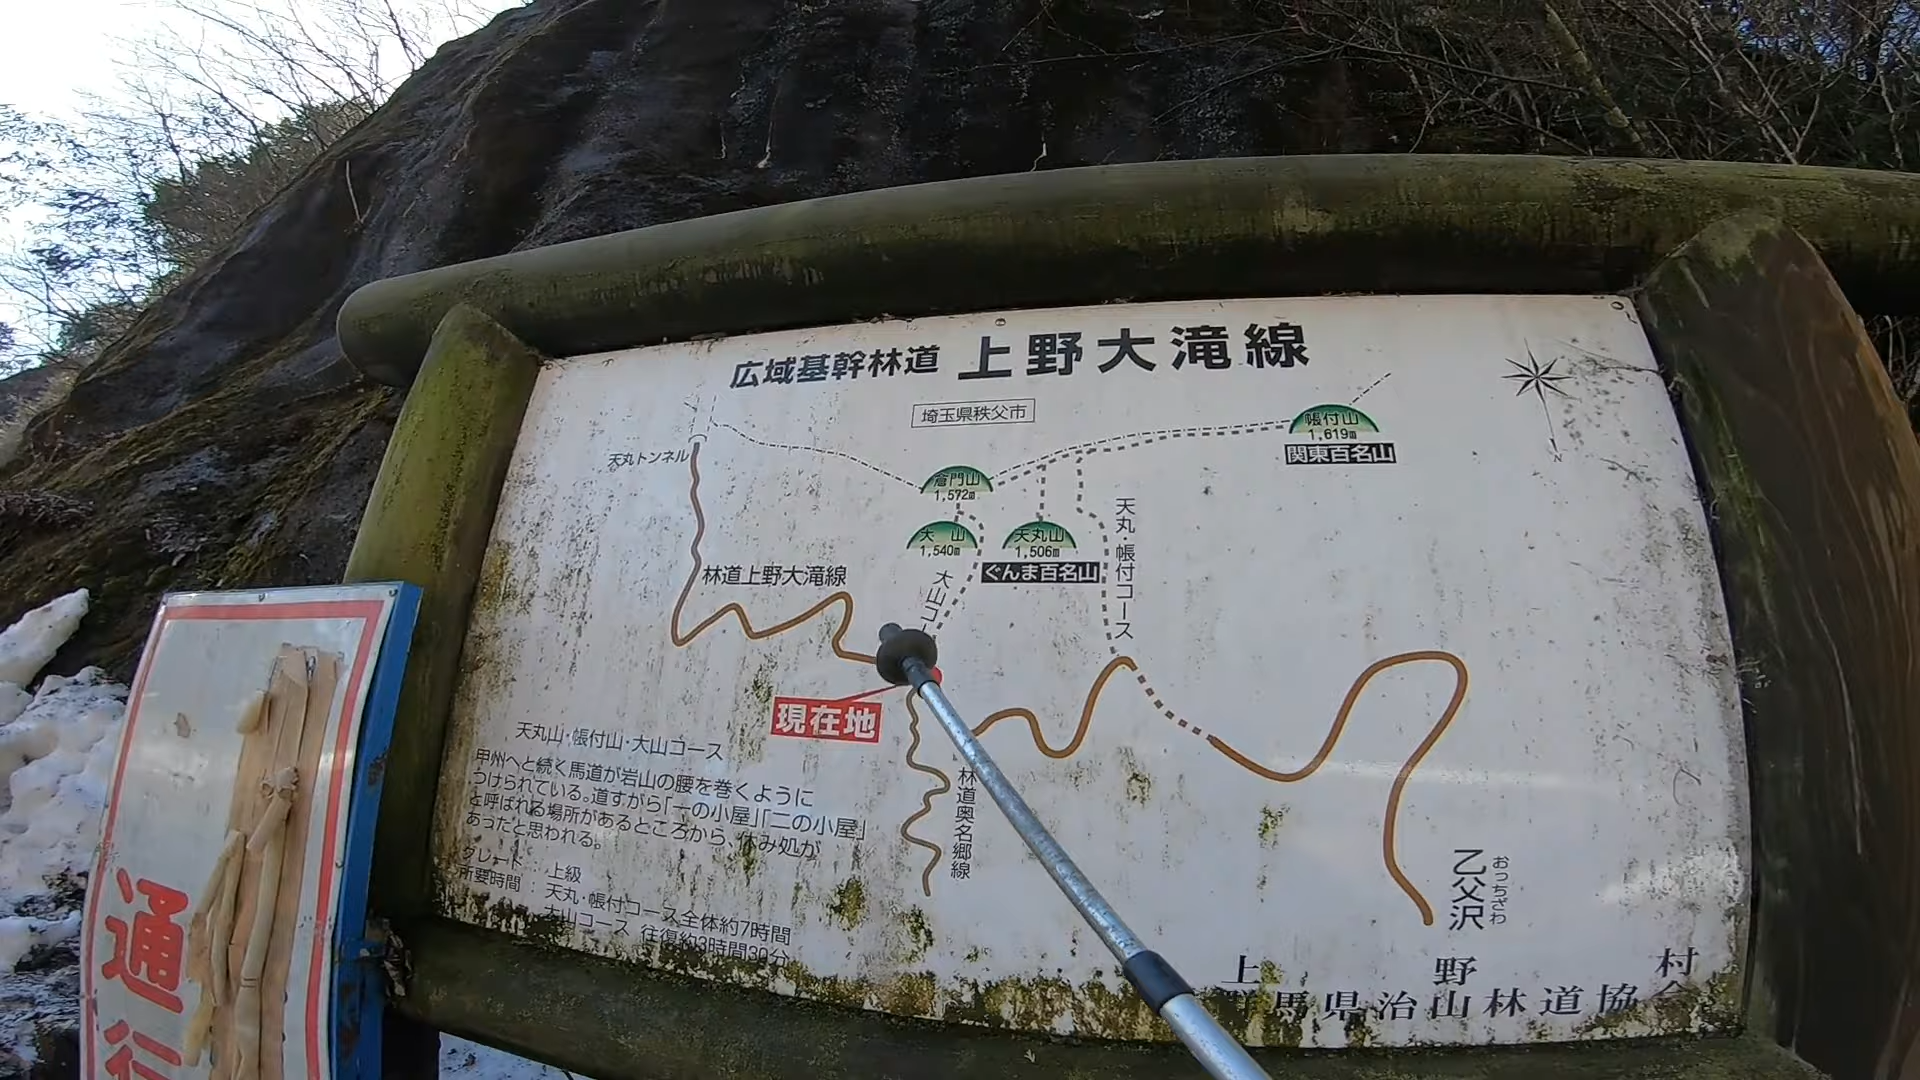 広域基幹林道 上野大滝線
埼玉県秩父市
帳付山
1,619m
関東百名山
天丸トンネル
倉門山
1,572m
大山
1,540m
天丸山
1,506m
ぐんま百名山
天丸・帳付コース
大山コー
林道上野大滝線
N
現在地
林道奥名郷線
天丸山・帳付山・大山コース
甲州へと続く馬道が岩山の腰を巻くように
つけられている。道すがら「一の小屋」「二の小屋」
と呼ばれる場所があるところから、休み処が
あったと思われる。
グレード : 上級
所要時間 : 天丸・帳付コース全体約7時間
大山コース 往復約3時間30分
乙父沢
おっちざわ
上野村
群馬県治山林道協会
通行